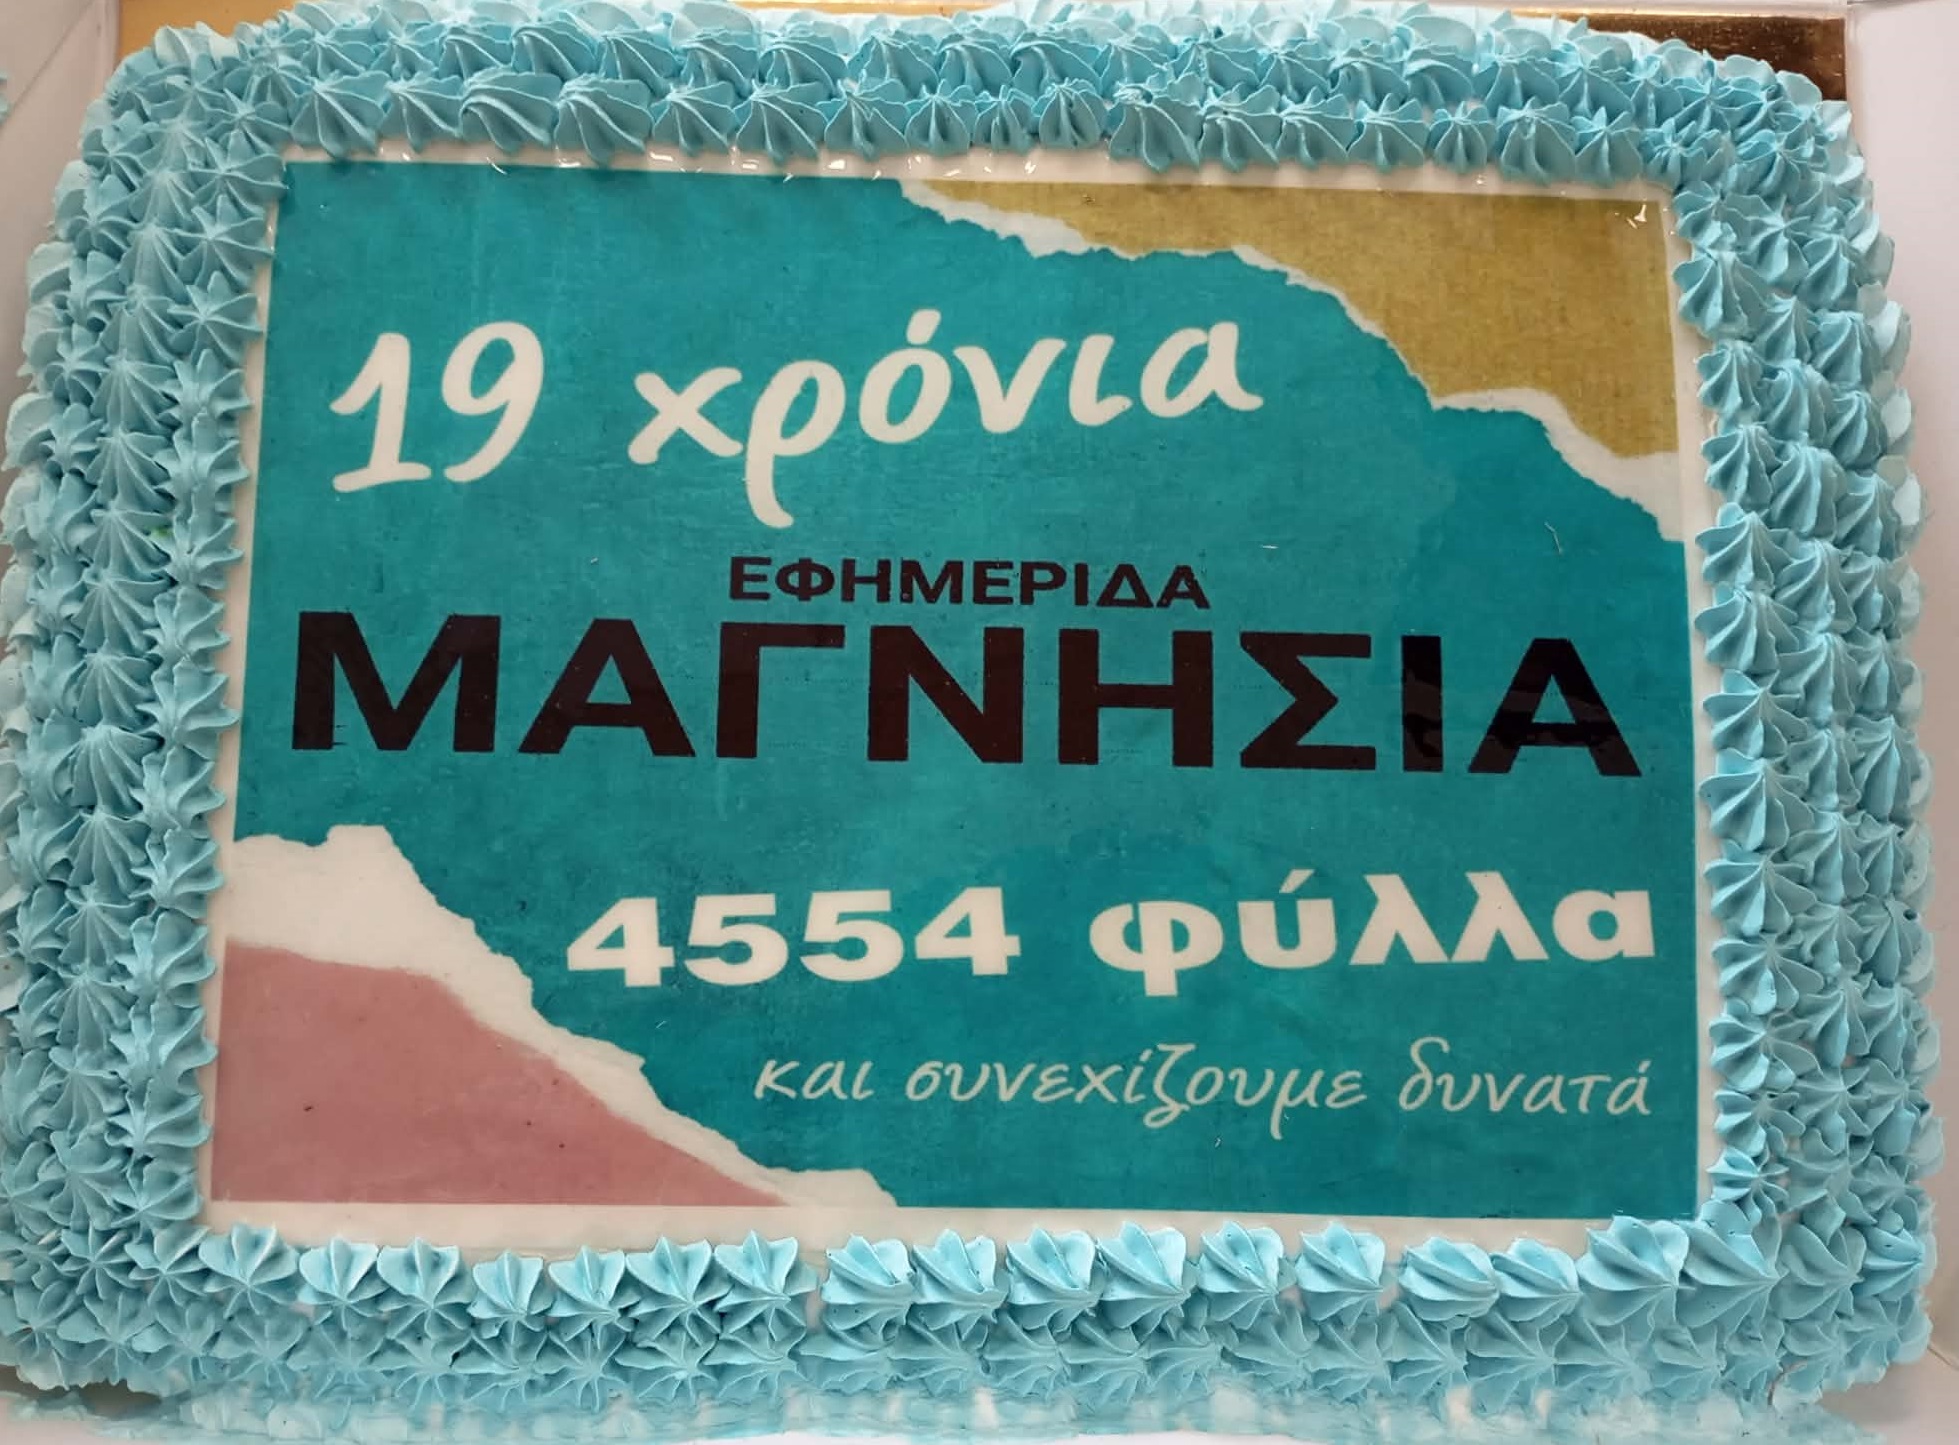 19 χρόνια
ΕΦΗΜΕΡΙΔΑ
ΜΑΓΝΗΣΙΑ
4554 φύλλα
και συνεχίζουμε δυνατά